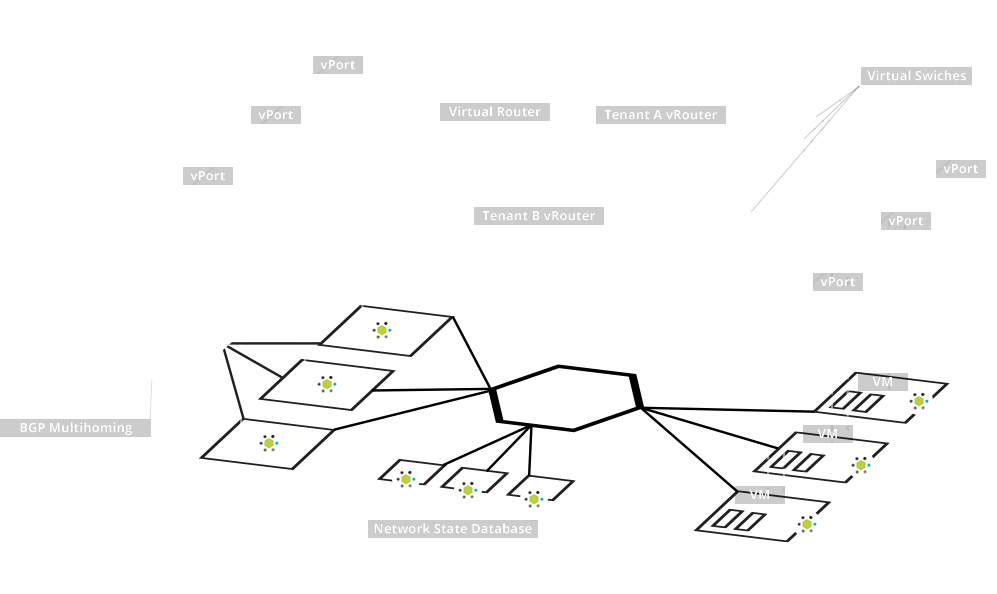 vPort
Virtual Swiches
vPort
Virtual Router
Tenant A vRouter
vPort
vPort
Tenant B vRouter
vPort
vPort
VM
BGP Multihoming
VM
VM
Network State Database